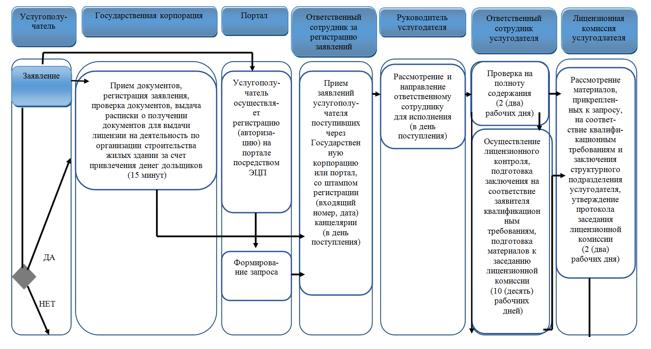 Услугополу-
чатель
Государственная корпорация
Портал
Ответственный
сотрудник за
регистрацию
заявлений
Руководитель
услугодателя
Ответственный
сотрудник
услугодателя
Лицензионная
комиссия
услугодлателя
Заявление
Прием документов,
регистрация заявления,
проверка документов, выдача
расписки о получении
документов для выдачи
лицензии на деятельность по
организации строительства
жилых здании за счет
привлечения денег дольщиков
(15 минут)
Услугополу-
чатель
осуществля-
ет
регистрацию
(авториза-
цию) на
портале
посредством
ЭЦП
Формирова-
ние запроса
Прием
заявлений
услугополу-
чателя
поступивших
через
Государствен
ную
корпорацию
или портал,
со штампом
регистрации
(входящий
номер, дата)
канцелярии
(в день
поступления)
Рассмотрение и
направление
ответственному
сотруднику
для исполнения
(в день
поступления)
Проверка на
полноту
содержания
(2 (два)
рабочих дня)
Осуществление
лицензионного
контроля,
подготовка
заключения на
соответствие
заявителя
квалификацион
ным
требованиям,
подготовка
материалов к
заседанию
лицензионной
комиссии
(10 (десять)
рабочиих
дней)
Рассмотрение
материалов,
прикреплен-
ных к запросу,
на соответ-
ствие квалифи-
кационным
требованиям и
заключения
структурного
подразделения
услугодателя,
утверждение
протокола
заседания
лицензионной
комиссии
(2 (два)
рабочих дня)
ДА
НЕТ